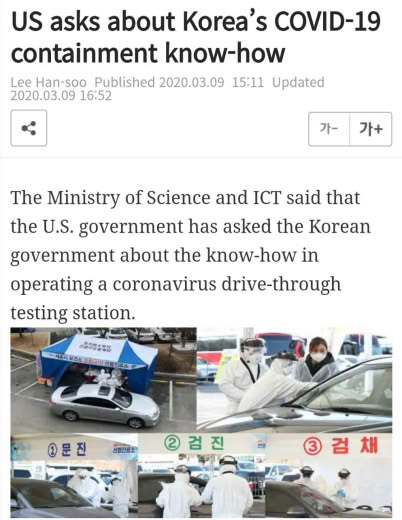 US asks about Korea's COVID-19
containment know-how
Lee Han-soo Published 2020.03.09 15:11 Updated
2020.03.09 16:52
가- 가+
The Ministry of Science and ICT said that
the U.S. government has asked the Korean
government about the know-how in
operating a coronavirus drive-through
testing station.
① 문진
② 검진
③ 검채